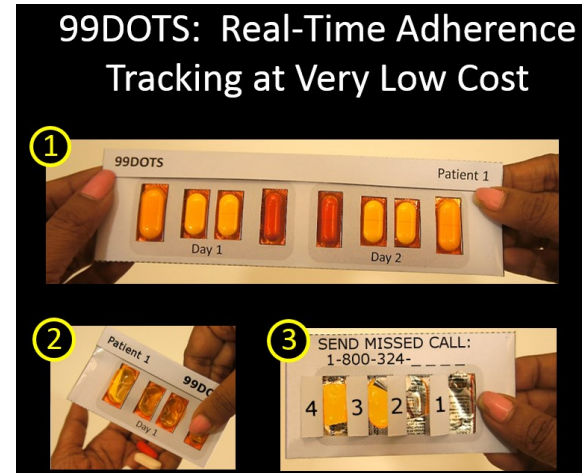 99DOTS: Real-Time Adherence
Tracking at Very Low Cost
1
99DOTS
Patient 1
Day 1
Day 2
2
Patient 1
99DO
Day 1
3
SEND MISSED CALL:
1-800-324-_ _ _ _
4 3 2 1